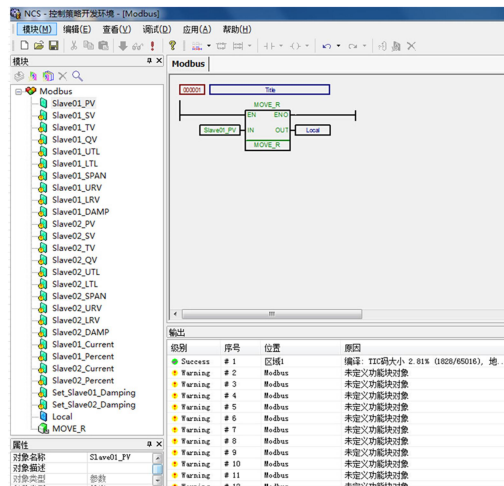 NCS - 控制策略开发环境 - [Modbus]
模块(M) 编辑(E) 查看(V) 调试(D) 应用(A) 帮助(H)
模块
Modbus
Slave01_PV
Slave01_SV
Slave01_TV
Slave01_QV
Slave01_UTL
Slave01_LTL
Slave01_SPAN
Slave01_URV
Slave01_LRV
Slave01_DAMP
Slave02_PV
Slave02_SV
Slave02_TV
Slave02_QV
Slave02_UTL
Slave02_LTL
Slave02_SPAN
Slave02_URV
Slave02_LRV
Slave02_DAMP
Slave01_Current
Slave01_Percent
Slave02_Current
Slave02_Percent
Set_Slave01_Damping
Set_Slave02_Damping
Local
MOVE_R
属性
对象名称 Slave01_PV
对象描述
对象类型 参数
Modbus
000001 Title
MOVE_R
EN ENO
Slave01_PV IN OUT Local
MOVE_R
输出
级别 序号 位置 原因
Success # 1 区域1 编译: TIC码大小 2.81% (1828/65016), 地.
Warning # 2 Modbus 未定义功能块对象
Warning # 3 Modbus 未定义功能块对象
Warning # 4 Modbus 未定义功能块对象
Warning # 5 Modbus 未定义功能块对象
Warning # 6 Modbus 未定义功能块对象
Warning # 7 Modbus 未定义功能块对象
Warning # 8 Modbus 未定义功能块对象
Warning # 9 Modbus 未定义功能块对象
Warning # 10 Modbus 未定义功能块对象
Warning # 11 Modbus 未定义功能块对象